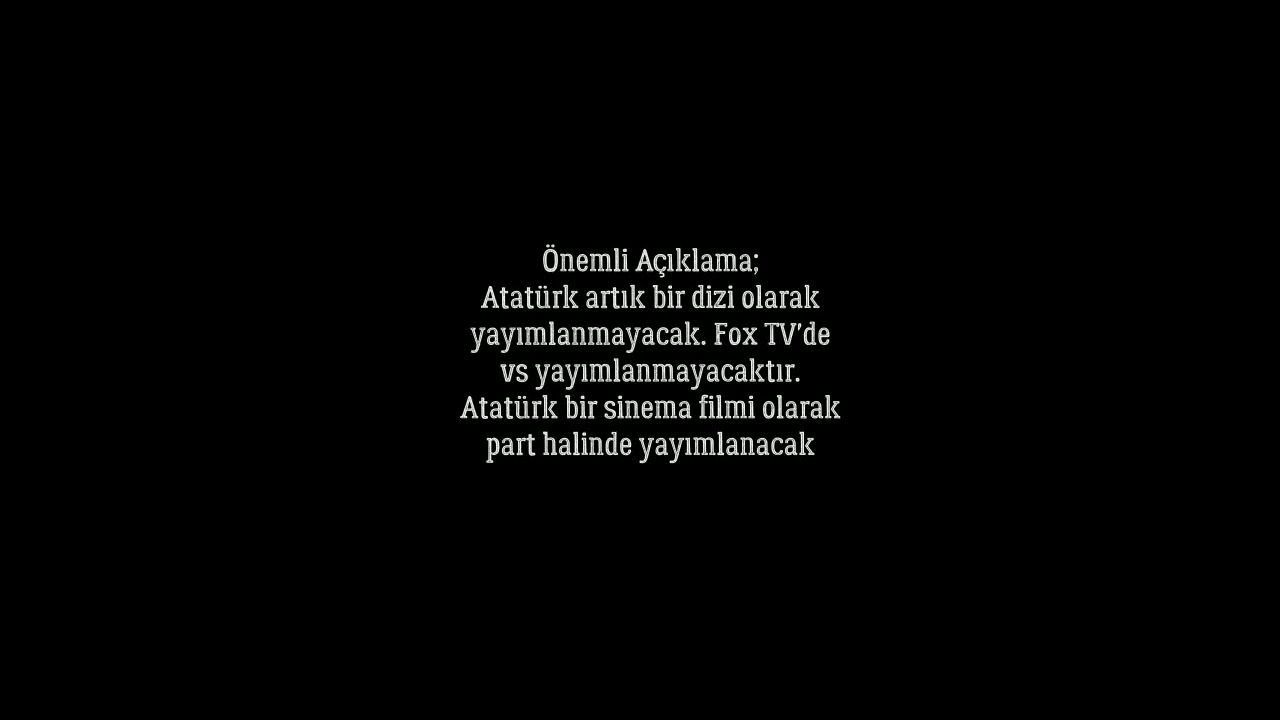 Önemli Açıklama;
Atatürk artık bir dizi olarak
yayımlanmayacak. Fox TV'de
vs yayımlanmayacaktır.
Atatürk bir sinema filmi olarak
part halinde yayımlanacak